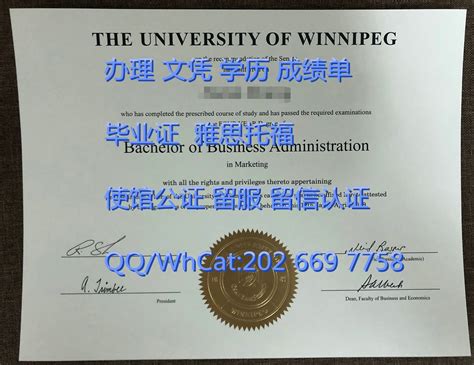 THE UNIVERSITY OF WINNIPEG
办理 文凭 学历 成绩单
who has completed the prescribed course of study and has passed the required examinations
毕业证 雅思托福
Bachelor of Business Administration
in Marketing
with all the rights and privileges thereto appertaining
使馆公证 留服 留信认证
QQ/WhCat:202 669 7758
President
Dean, Faculty of Business and Economics
WINNIPEG